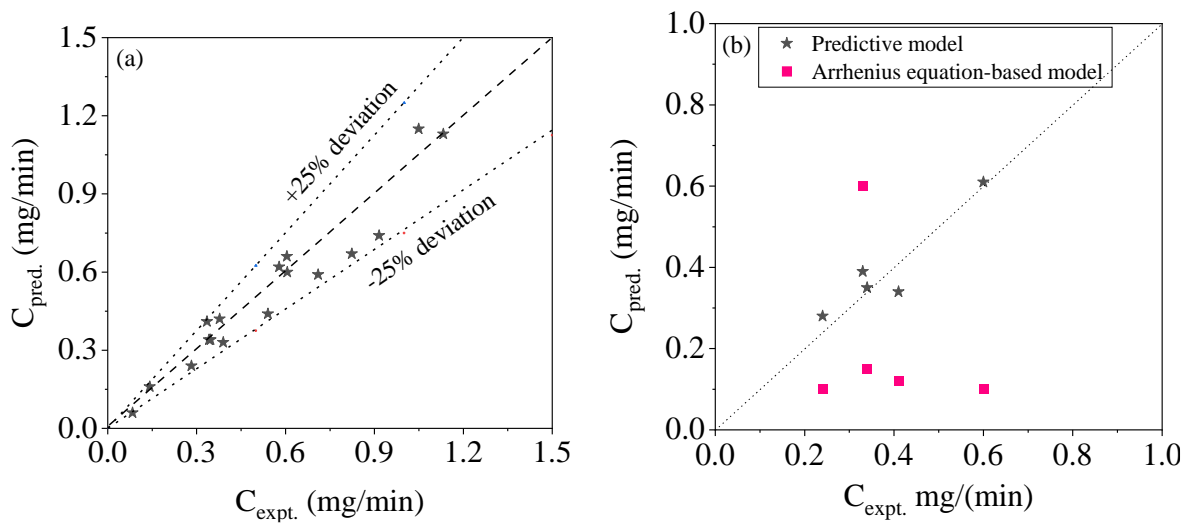 (a)
+25% deviation
-25% deviation
1.5
1.2
0.9
0.6
0.3
0.0
0.0 0.3 0.6 0.9 1.2 1.5
C_pred. (mg/min)
C_expt. (mg/min)
(b)
Predictive model
Arrhenius equation-based model
1.0
0.8
0.6
0.4
0.2
0.0
0.0 0.2 0.4 0.6 0.8 1.0
C_pred. (mg/min)
C_expt. mg/(min)